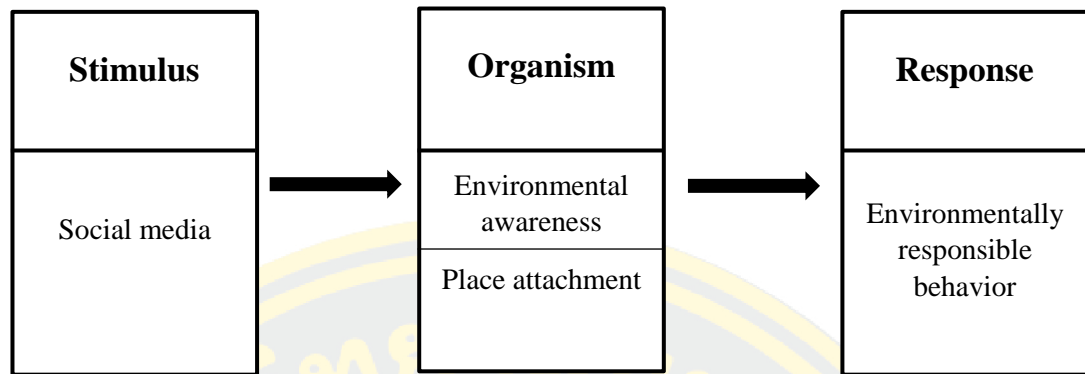 Stimulus
Social media
Organism
Environmental
awareness
Place attachment
Response
Environmentally
responsible
behavior